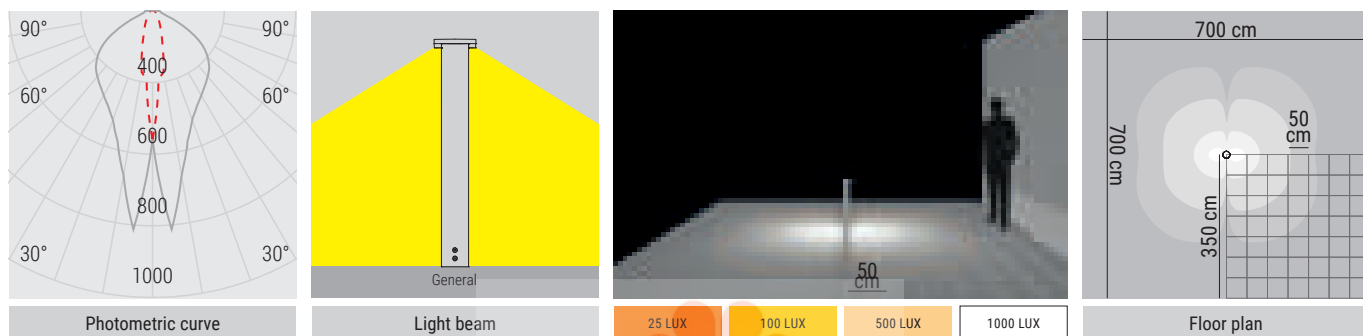 90°
90°
400
60°
60°
600
800
30°
30°
1000
Photometric curve
General
Light beam
50
cm
25 LUX
100 LUX
500 LUX
1000 LUX
700 cm
700 cm
50
cm
350 cm
Floor plan